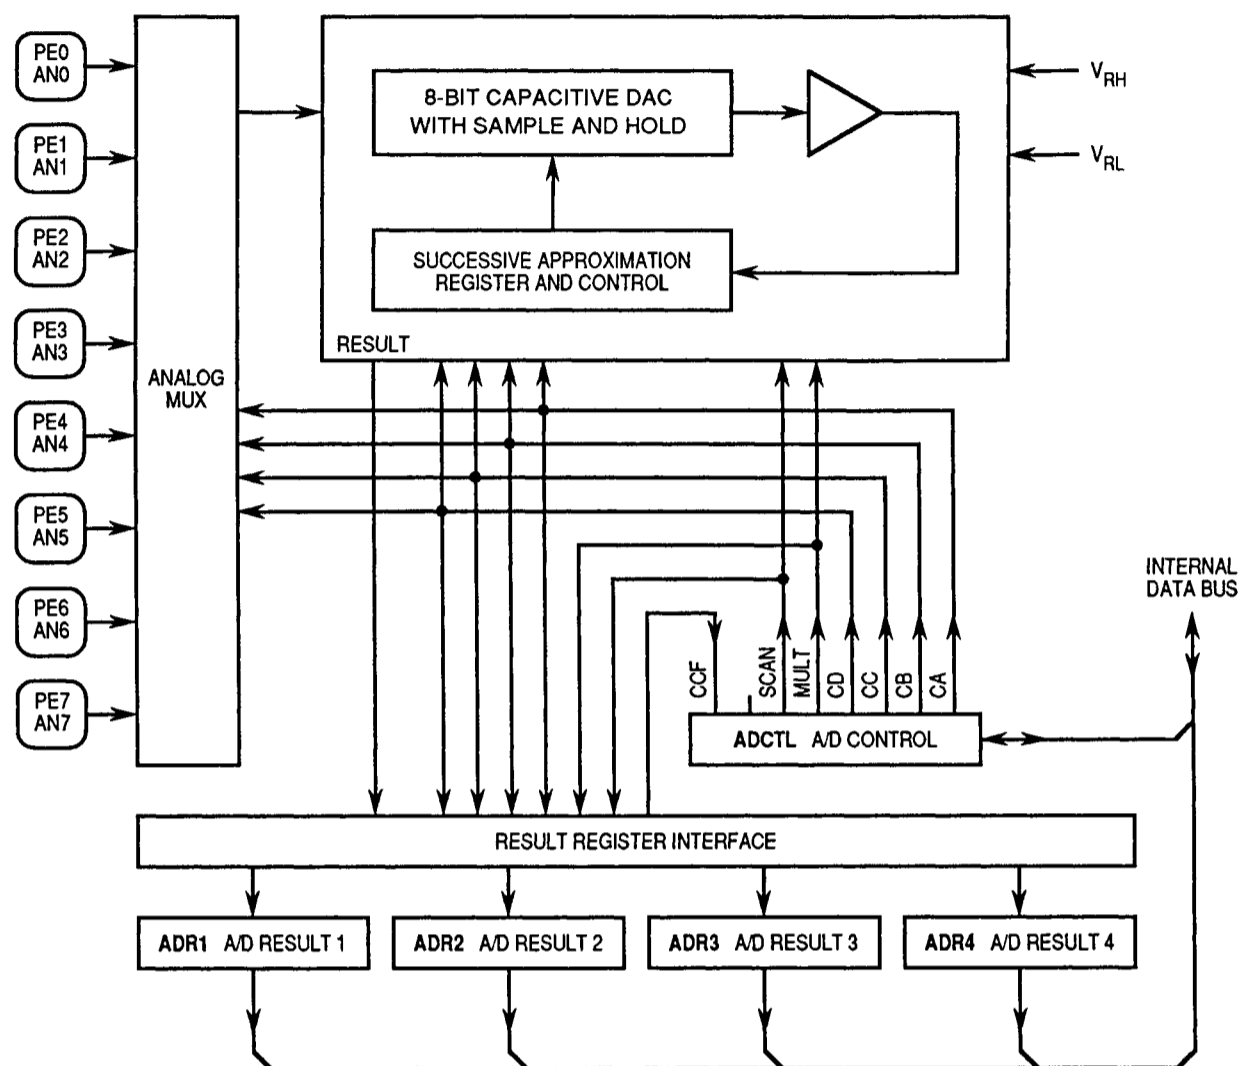 PE0
AN0
PE1
AN1
PE2
AN2
PE3
AN3
PE4
AN4
PE5
AN5
PE6
AN6
PE7
AN7
ANALOG
MUX
8-BIT CAPACITIVE DAC
WITH SAMPLE AND HOLD
SUCCESSIVE APPROXIMATION
REGISTER AND CONTROL
RESULT
VRH
VRL
INTERNAL
DATA BUS
CCF
SCAN
MULT
CD
CC
CB
CA
ADCTL A/D CONTROL
RESULT REGISTER INTERFACE
ADR1 A/D RESULT 1
ADR2 A/D RESULT 2
ADR3 A/D RESULT 3
ADR4 A/D RESULT 4